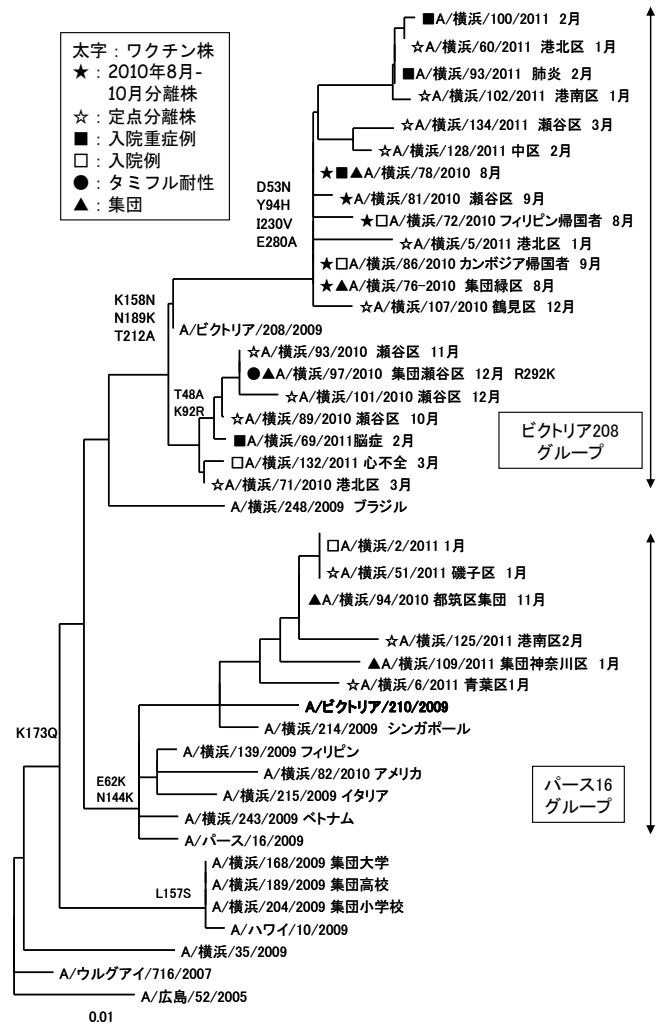 太字：ワクチン株
★：2010年8月-
10月分離株
☆：定点分離株
■：入院重症例
□：入院例
●：タミフル耐性
▲：集団
■A/横浜/100/2011 2月
☆A/横浜/60/2011 港北区 1月
■A/横浜/93/2011 肺炎 2月
☆A/横浜/102/2011 港南区 1月
☆A/横浜/134/2011 瀬谷区 3月
☆A/横浜/128/2011 中区 2月
★■▲A/横浜/78/2010 8月
D53N
Y94H
I230V
E280A
★A/横浜/81/2010 瀬谷区 9月
★□A/横浜/72/2010 フィリピン帰国者 8月
☆A/横浜/5/2011 港北区 1月
★□A/横浜/86/2010 カンボジア帰国者 9月
★▲A/横浜/76-2010 集団緑区 8月
☆A/横浜/107/2010 鶴見区 12月
K158N
N189K
T212A
A/ビクトリア/208/2009
☆A/横浜/93/2010 瀬谷区 11月
●▲A/横浜/97/2010 集団瀬谷区 12月 R292K
☆A/横浜/101/2010 瀬谷区 12月
T48A
K92R
☆A/横浜/89/2010 瀬谷区 10月
■A/横浜/69/2011脳症 2月
□A/横浜/132/2011 心不全 3月
☆A/横浜/71/2010 港北区 3月
ビクトリア208
グループ
A/横浜/248/2009 ブラジル
□A/横浜/2/2011 1月
☆A/横浜/51/2011 磯子区 1月
▲A/横浜/94/2010 都筑区集団 11月
☆A/横浜/125/2011 港南区2月
▲A/横浜/109/2011 集団神奈川区 1月
☆A/横浜/6/2011 青葉区1月
A/ビクトリア/210/2009
A/横浜/214/2009 シンガポール
K173Q
A/横浜/139/2009 フィリピン
A/横浜/82/2010 アメリカ
E62K
N144K
A/横浜/215/2009 イタリア
A/横浜/243/2009 ベトナム
A/パース/16/2009
パース16
グループ
A/横浜/168/2009 集団大学
A/横浜/189/2009 集団高校
L157S
A/横浜/204/2009 集団小学校
A/ハワイ/10/2009
A/横浜/35/2009
A/ウルグアイ/716/2007
A/広島/52/2005
0.01